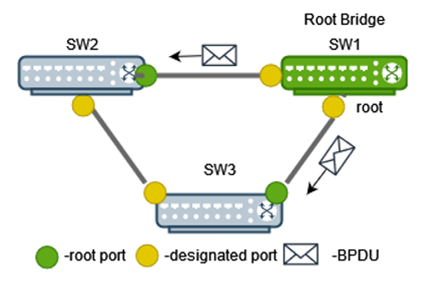 Root Bridge
SW2
SW1
root
SW3
-root port
-designated port
-BPDU